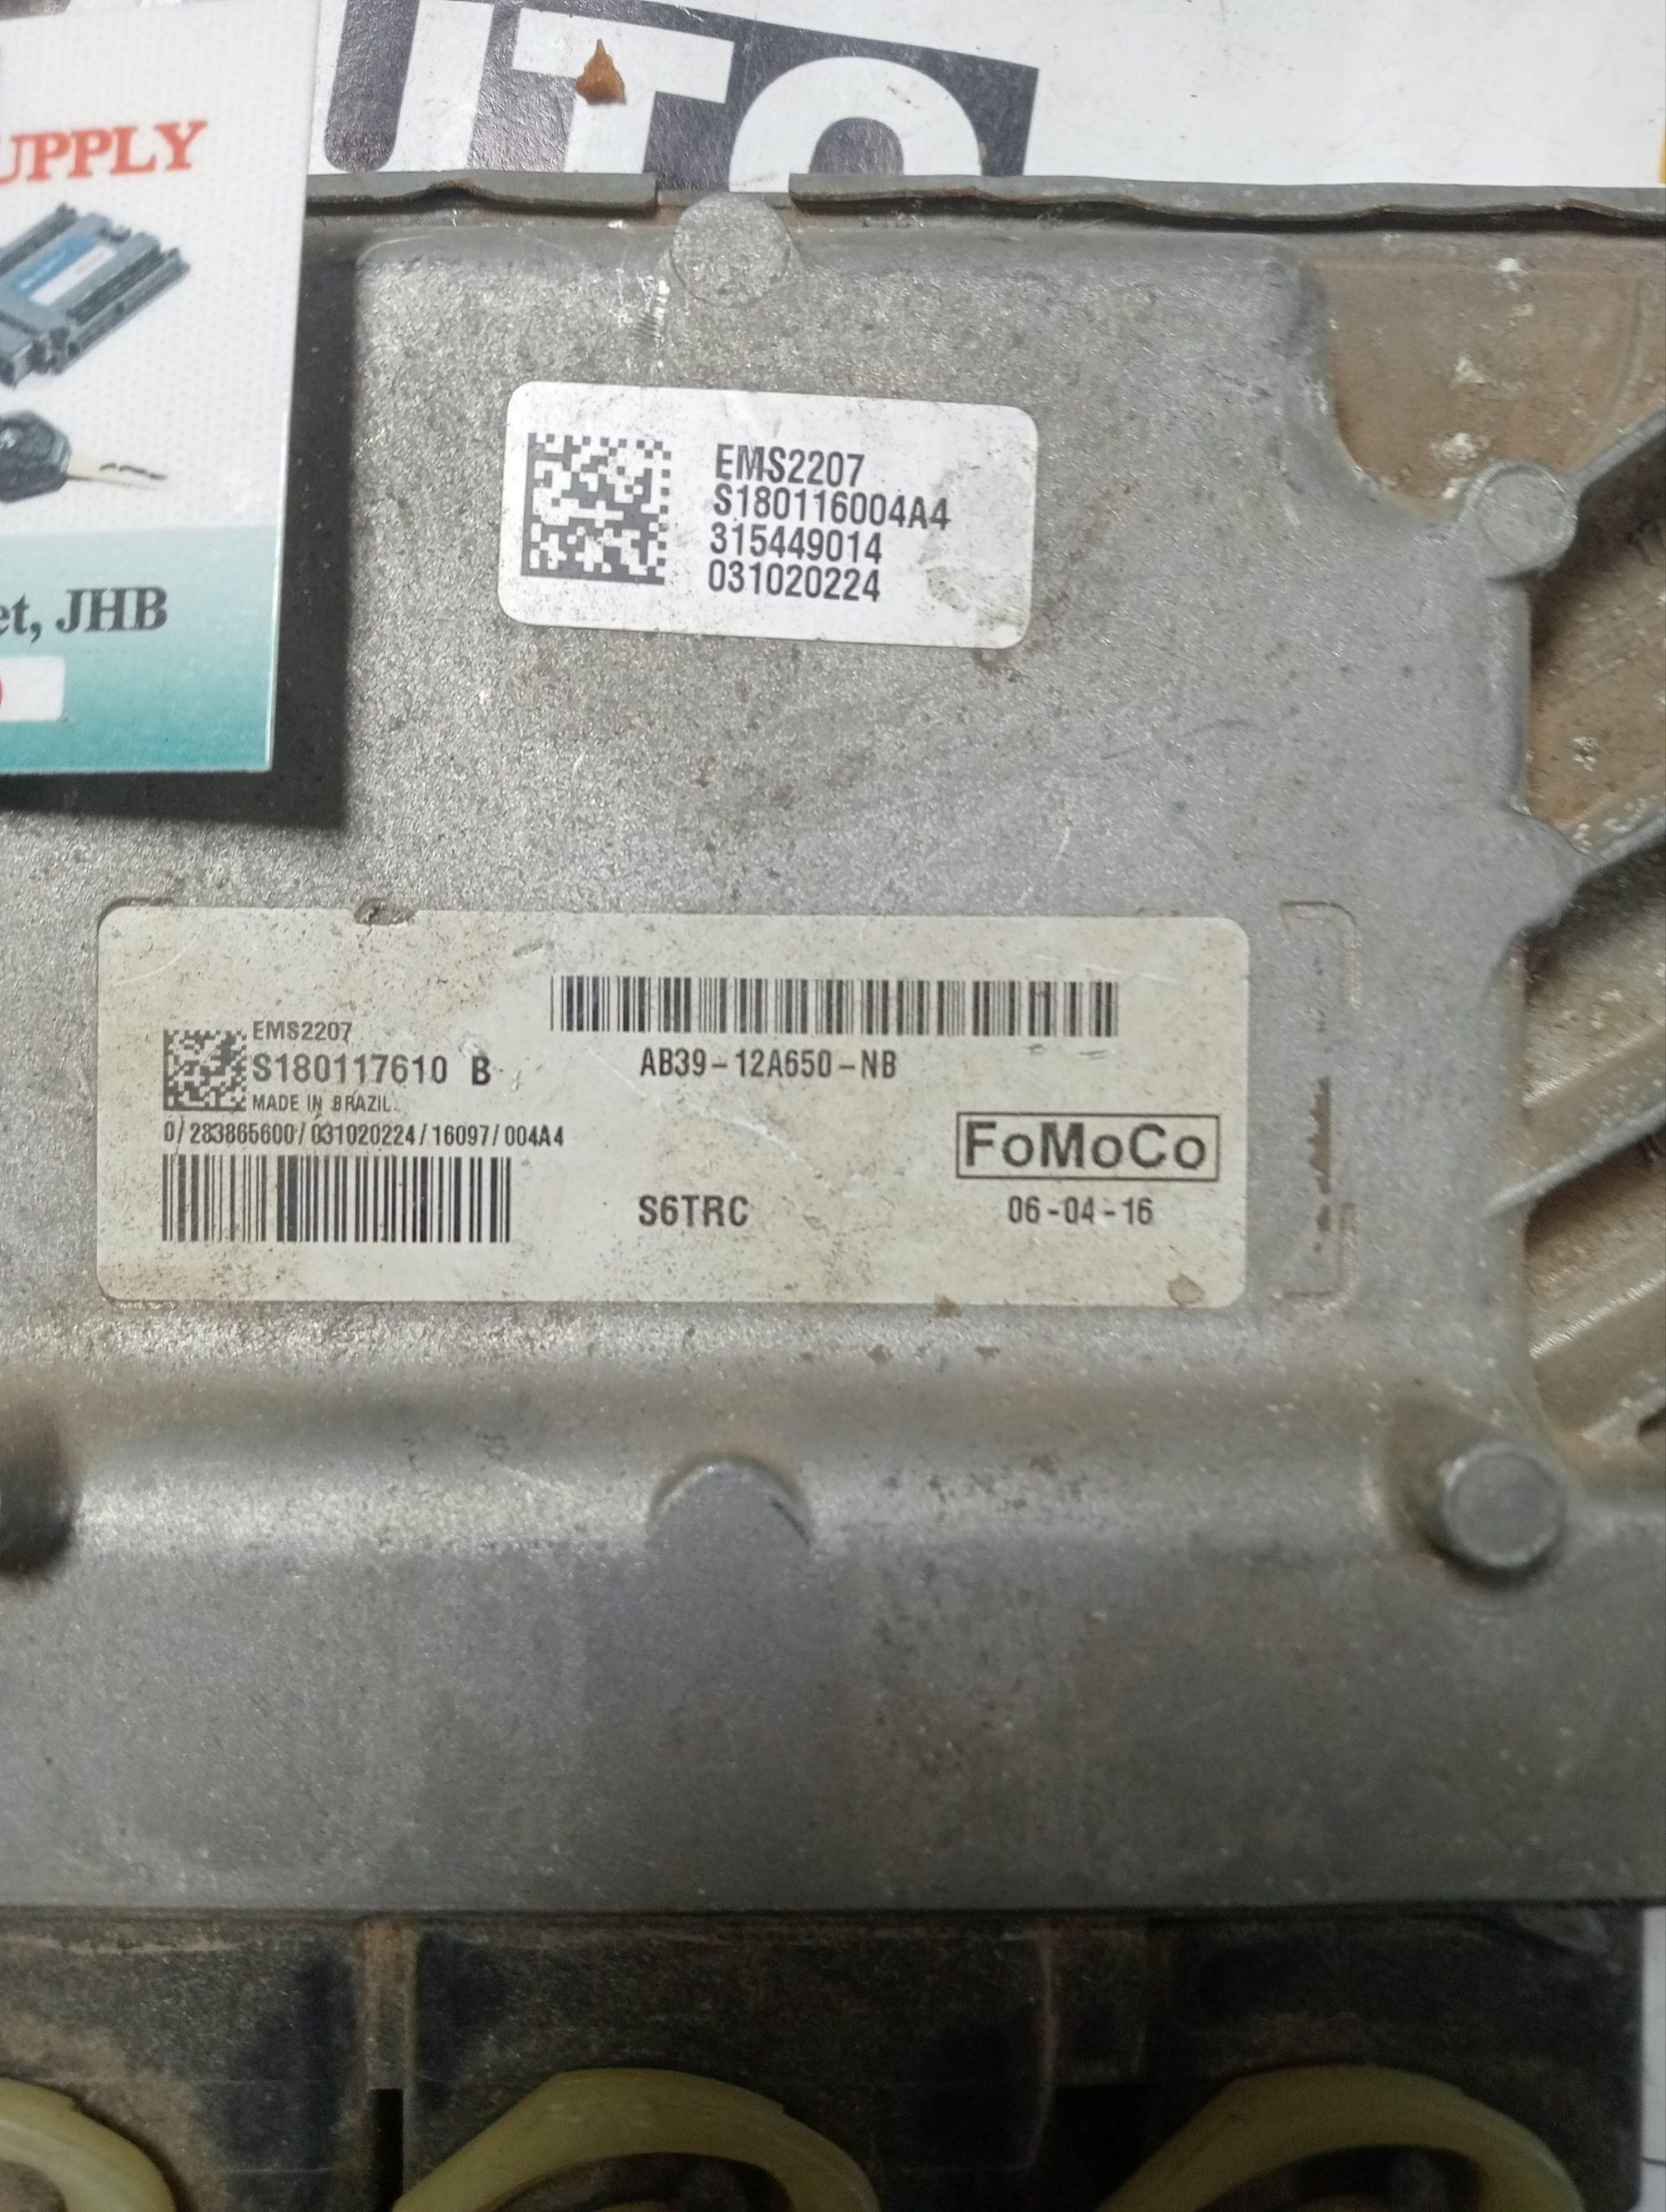 UTO
UPPLY
et, JHB
EMS2207
S180116004A4
315449014
031020224
EMS2207
S180117610 B
MADE IN BRAZIL
0/283865600/031020224/16097/004A4
AB39-12A650-NB
FoMoCo
S6TRC
06-04-16